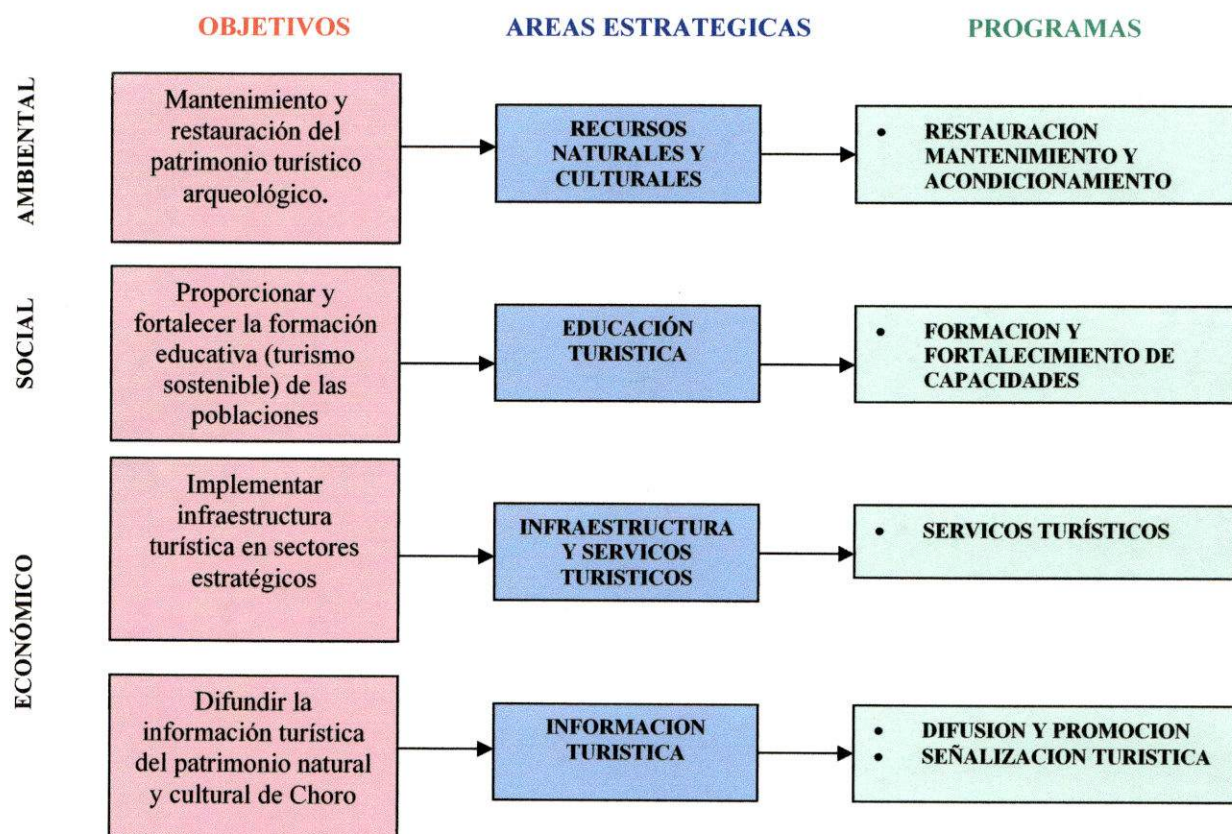 OBJETIVOS
AREAS ESTRATEGICAS
PROGRAMAS
AMBIENTAL
Mantenimiento y
restauración del
patrimonio turístico
arqueológico.
RECURSOS
NATURALES Y
CULTURALES
• RESTAURACION
MANTENIMIENTO Y
ACONDICIONAMIENTO
SOCIAL
Proporcionar y
fortalecer la formación
educativa (turismo
sostenible) de las
poblaciones
EDUCACIÓN
TURISTICA
• FORMACION Y
FORTALECIMIENTO DE
CAPACIDADES
ECONÓMICO
Implementar
infraestructura
turística en sectores
estratégicos
INFRAESTRUCTURA
Y SERVICOS
TURISTICOS
• SERVICOS TURÍSTICOS
Difundir la
información turística
del patrimonio natural
y cultural de Choro
INFORMACION
TURISTICA
• DIFUSION Y PROMOCION
• SEÑALIZACION TURISTICA